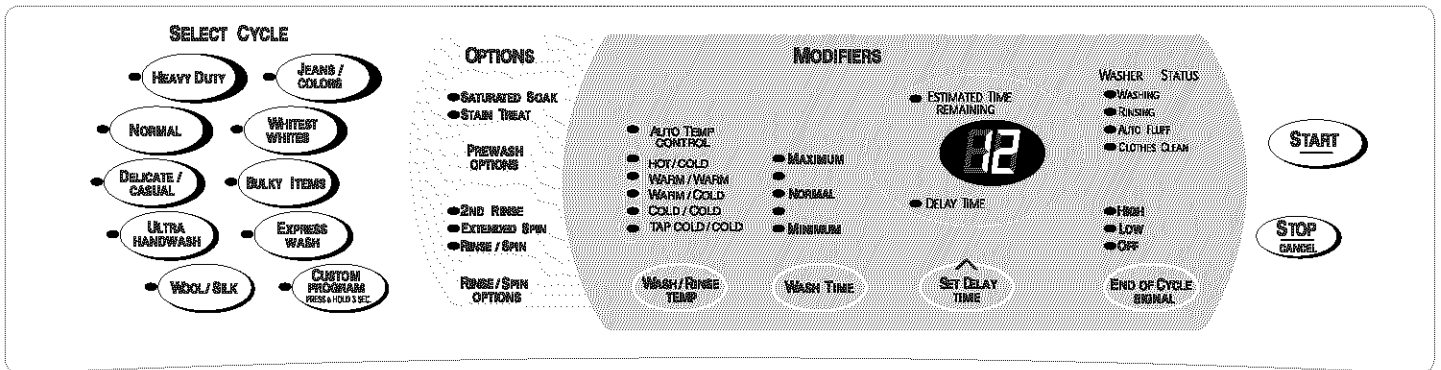 SELECT CYCLE
HEAVY DUTY
JEANS /
COLORS
NORMAL
WHITEST
WHITES
DELICATE /
CASUAL
BULKY ITEMS
ULTRA
HANDWASH
EXPRESS
WASH
WOOL / SILK
CUSTOM
PROGRAM
PRESS & HOLD 3 SEC.
OPTIONS
SATURATED SOAK
STAIN TREAT
PREWASH
OPTIONS
2ND RINSE
EXTENDED SPIN
RINSE / SPIN
RINSE / SPIN
OPTIONS
MODIFIERS
AUTO TEMP
CONTROL
HOT / COLD
WARM / WARM
WARM / COLD
COLD / COLD
TAP COLD / COLD
WASH / RINSE
TEMP
MAXIMUM
NORMAL
MINIMUM
WASH TIME
ESTIMATED TIME
REMAINING
12
DELAY TIME
SET DELAY
TIME
WASHER STATUS
WASHING
RINSING
AUTO FLUFF
CLOTHES CLEAN
HIGH
LOW
OFF
END OF CYCLE
SIGNAL
START
STOP
CANCEL